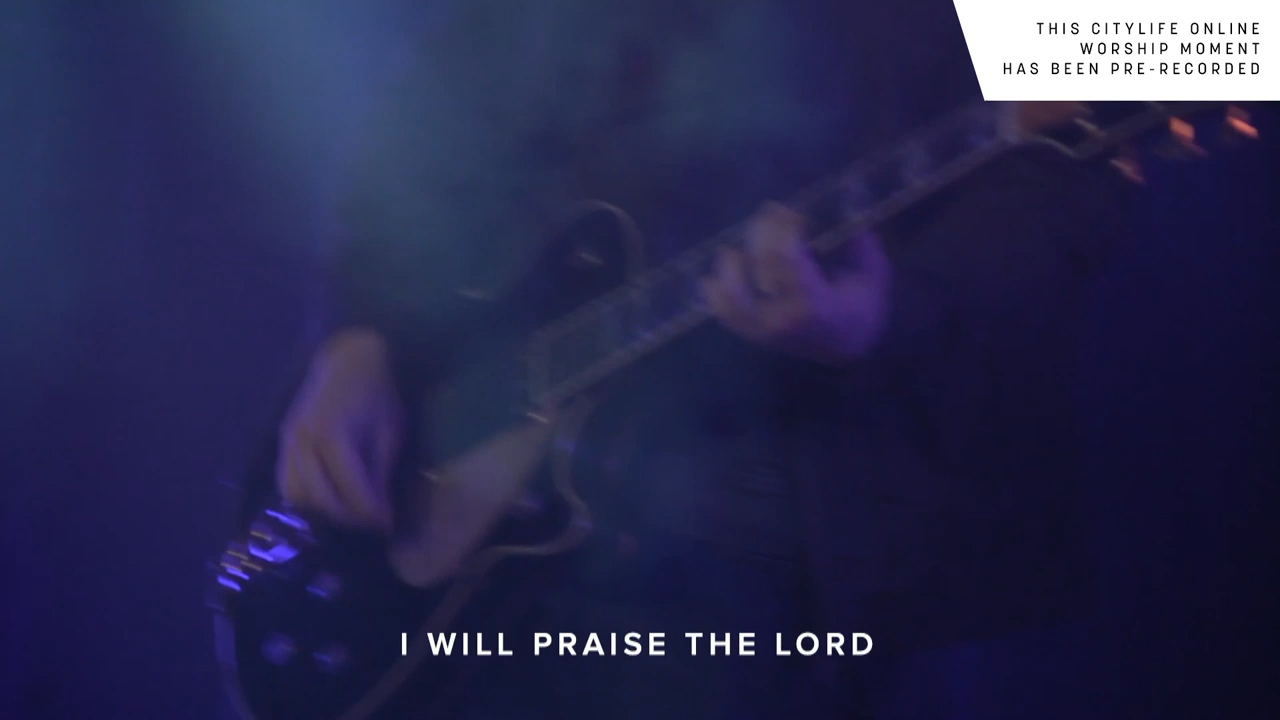 THIS CITYLIFE ONLINE
WORSHIP MOMENT
HAS BEEN PRE-RECORDED
I WILL PRAISE THE LORD